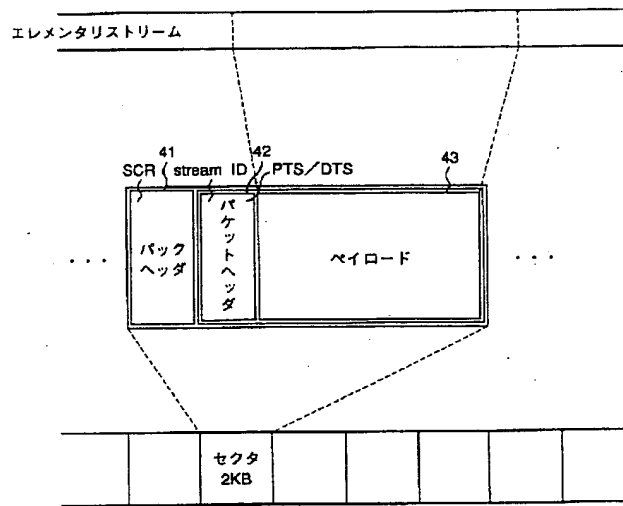 エレメンタリストリーム
41 42 43
SCR stream ID PTS/DTS
パック
ヘッダ
パケットヘッダ
ペイロード
・・・
・・・
セクタ
2KB